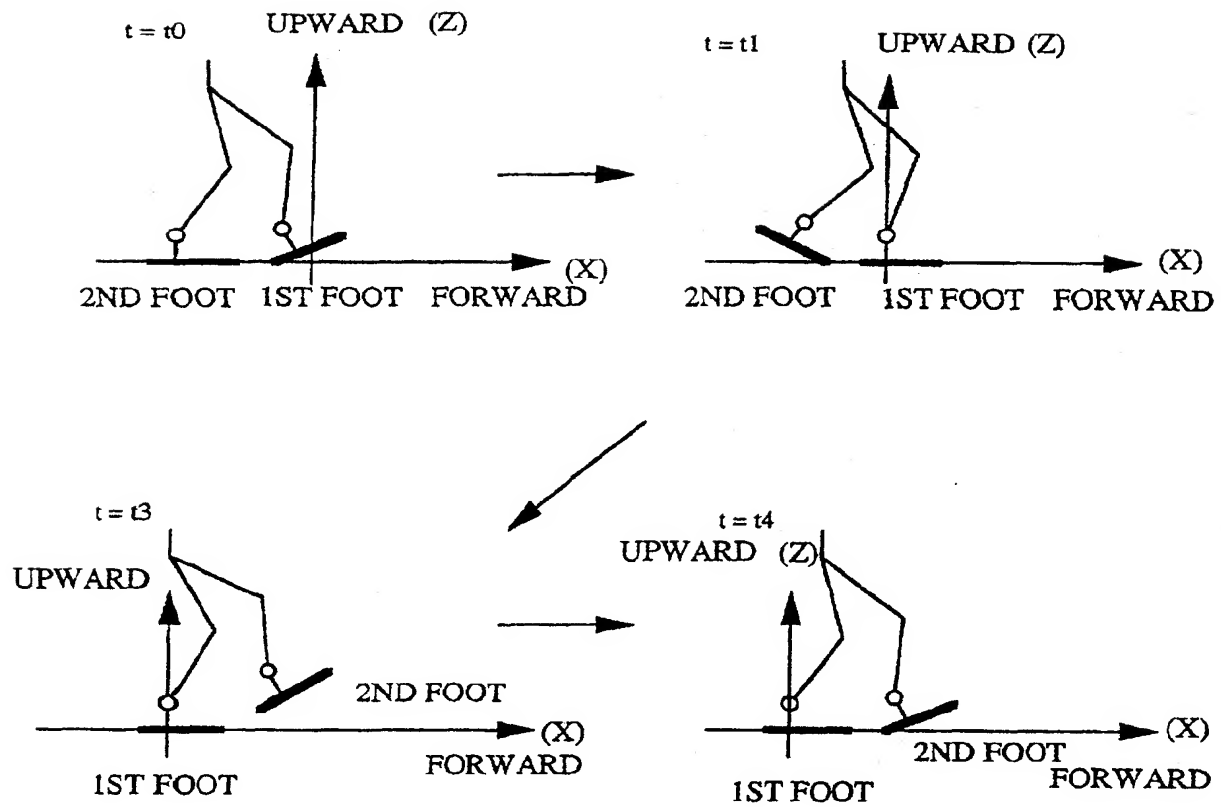 t = t0
UPWARD (Z)
(X)
2ND FOOT 1ST FOOT FORWARD
t = t1
UPWARD (Z)
(X)
2ND FOOT 1ST FOOT FORWARD
t = t3
UPWARD
2ND FOOT
(X)
FORWARD
1ST FOOT
t = t4
UPWARD (Z)
(X)
2ND FOOT
FORWARD
1ST FOOT